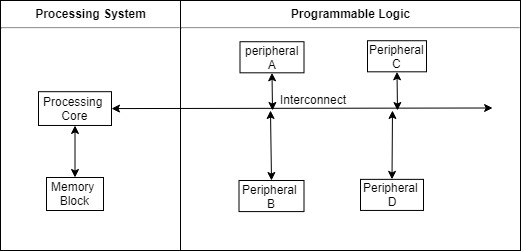 Processing System
Programmable Logic
peripheral
A
Peripheral
C
Processing
Core
Interconnect
Memory
Block
Peripheral
B
Peripheral
D